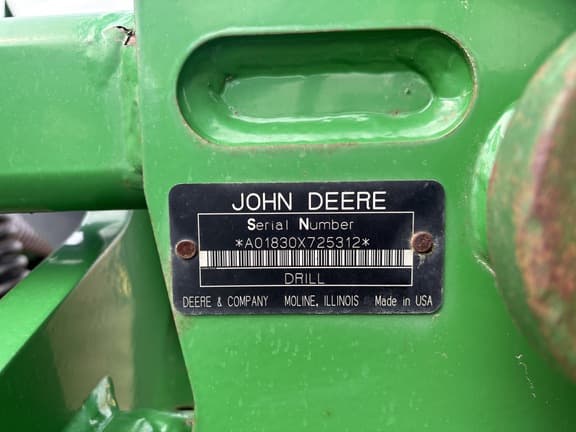 JOHN DEERE
Serial Number
*A01830X725312*
DRILL
DEERE & COMPANY MOLINE, ILLINOIS Made in USA